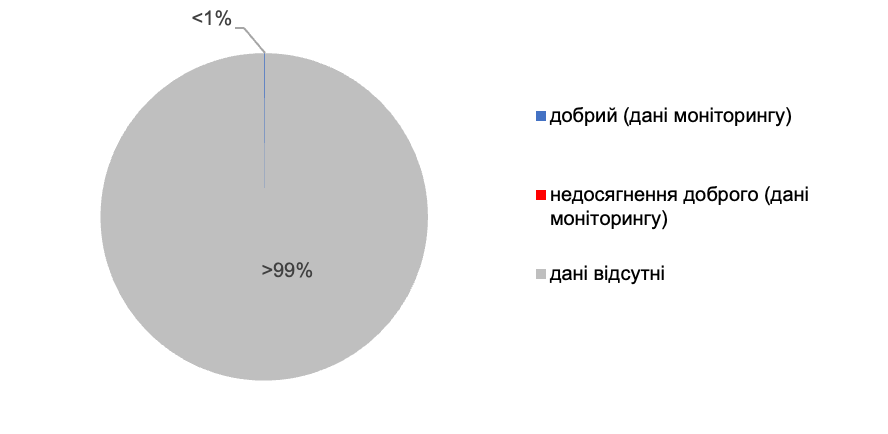 <1%
добрий (дані моніторингу)
недосягнення доброго (дані
моніторингу)
дані відсутні
>99%